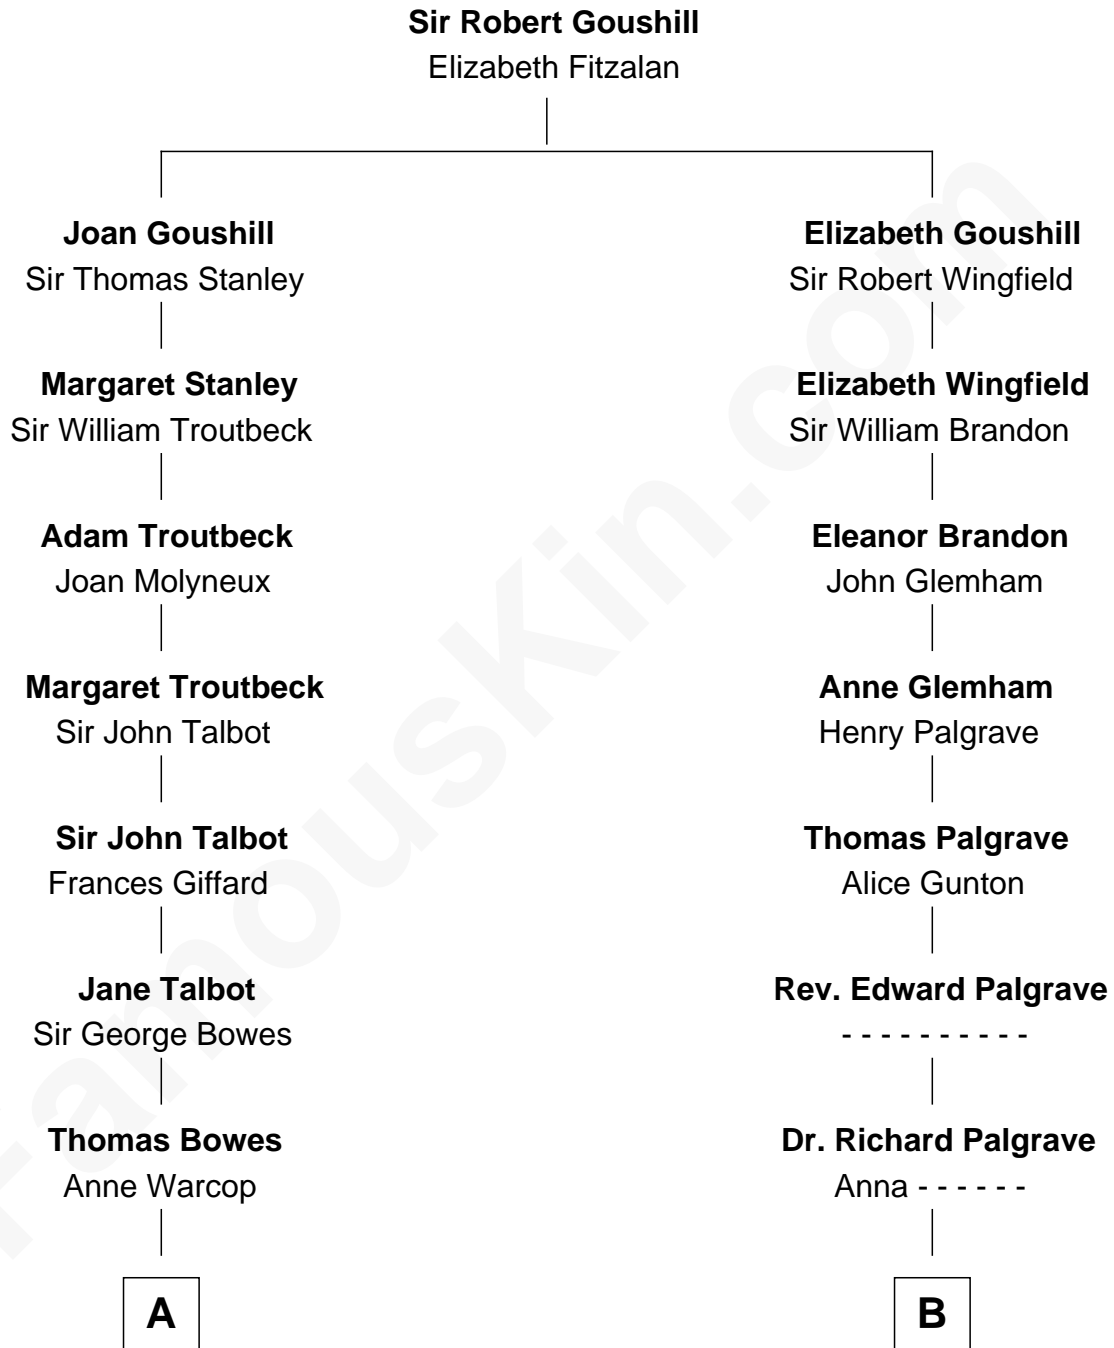 Sir Robert Goushill
Elizabeth Fitzalan
Joan Goushill
Sir Thomas Stanley
Elizabeth Goushill
Sir Robert Wingfield
Margaret Stanley
Sir William Troutbeck
Elizabeth Wingfield
Sir William Brandon
Adam Troutbeck
Joan Molyneux
Eleanor Brandon
John Glemham
Margaret Troutbeck
Sir John Talbot
Anne Glemham
Henry Palgrave
Sir John Talbot
Frances Giffard
Thomas Palgrave
Alice Gunton
Jane Talbot
Sir George Bowes
Rev. Edward Palgrave
- - - - - - - - - -
Thomas Bowes
Anne Warcop
Dr. Richard Palgrave
Anna - - - - - -
A
B
FamousKin.com